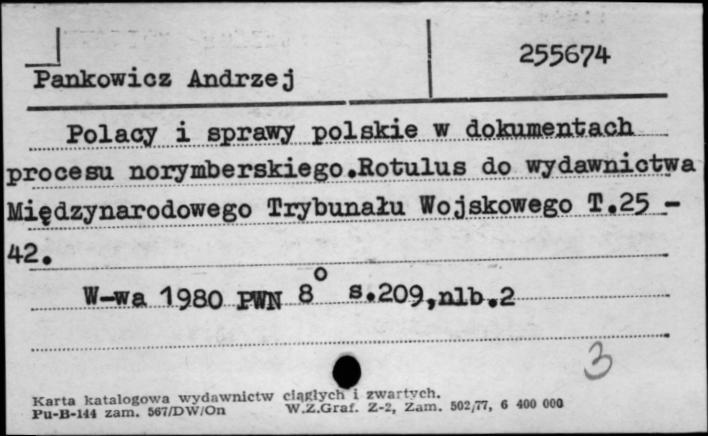 255674
Pankowicz Andrzej
Polacy i sprawy polskie w dokumentach
procesu norymberskiego.Rotulus do wydawnictwa
Międzynarodowego Trybunału Wojskowego T.25 -
42.
W-wa 1980 PWN 8° s.209,nlb.2
3
Karta katalogowa wydawnictw ciągłych i zwartych.
Pu-B-144 zam. 567/DW/On W.Z.Graf. Z-2, Zam. 502/77, 6 400 000